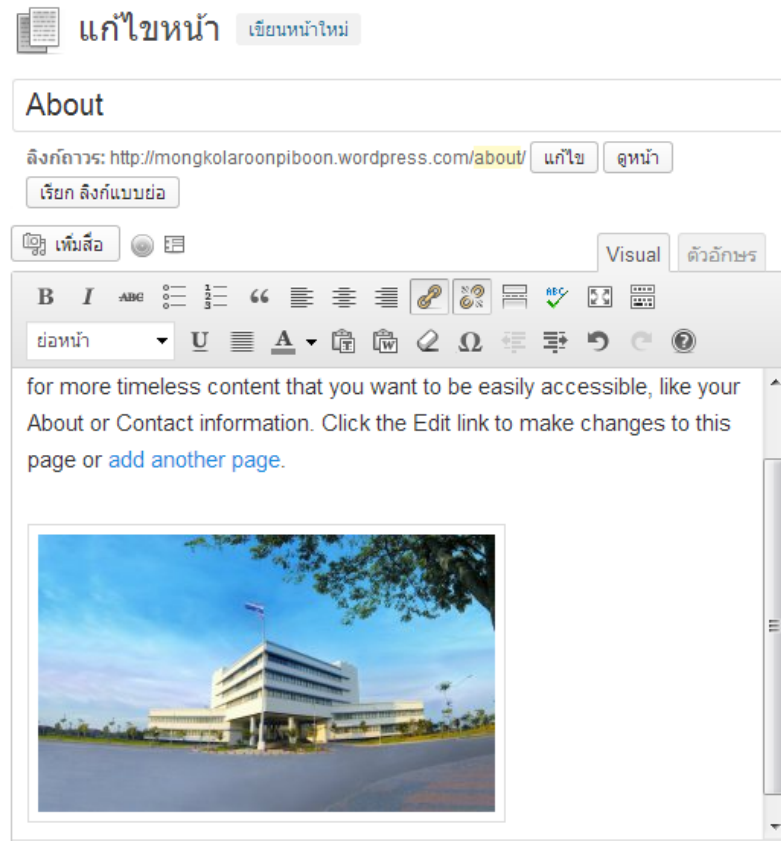 แก้ไขหน้า เขียนหน้าใหม่
About
ลิงก์ถาวร: http://mongkolaroonpiboon.wordpress.com/about/ แก้ไข ดูหน้า
เรียก ลิงก์แบบย่อ
เพิ่มสื่อ
Visual ตัวอักษร
B I ABC ABC
ย่อหน้า U A T W Ω
for more timeless content that you want to be easily accessible, like your
About or Contact information. Click the Edit link to make changes to this
page or add another page.